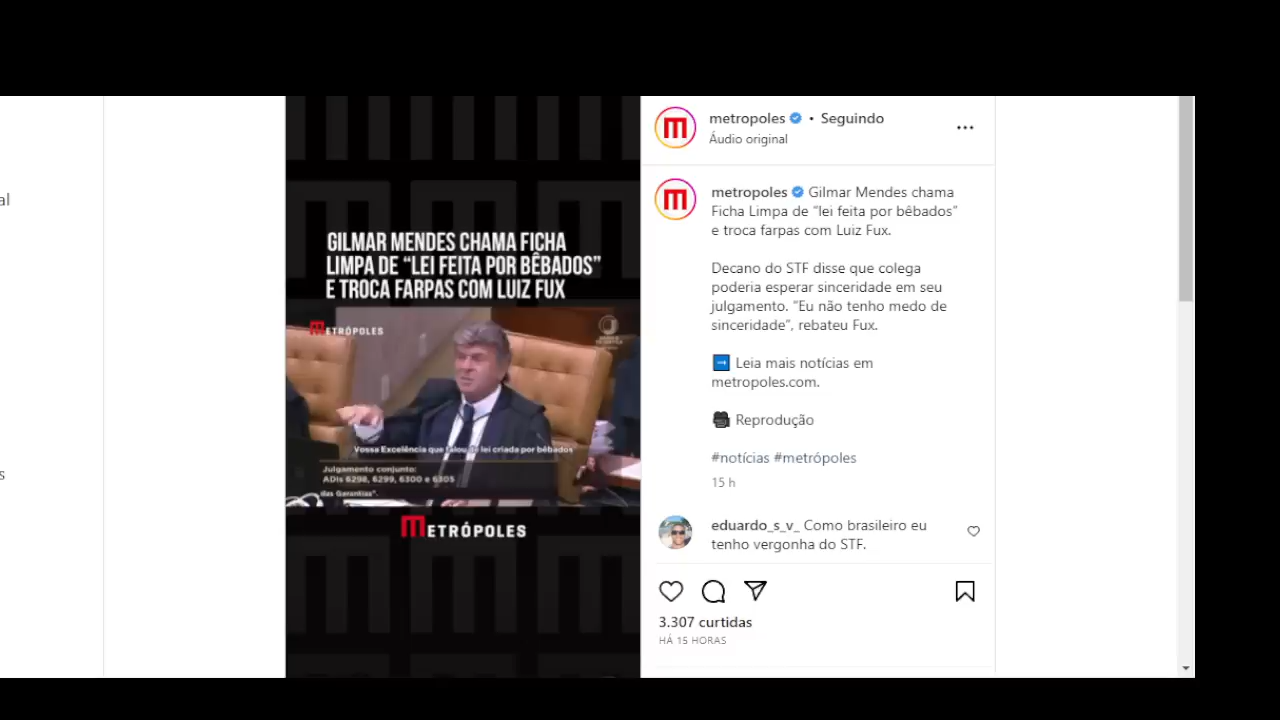 al
s
GILMAR MENDES CHAMA FICHA
LIMPA DE “LEI FEITA POR BÊBADOS”
E TROCA FARPAS COM LUIZ FUX
METRÓPOLES
Vossa Excelência que falou de lei criada por bêbados
Julgamento conjunto:
ADIs 6298, 6299, 6300 e 6305
das Garantias".
METRÓPOLES
metropoles • Seguindo
Áudio original
metropoles Gilmar Mendes chama
Ficha Limpa de “lei feita por bêbados”
e troca farpas com Luiz Fux.
Decano do STF disse que colega
poderia esperar sinceridade em seu
julgamento. “Eu não tenho medo de
sinceridade”, rebateu Fux.
➡️ Leia mais notícias em
metropoles.com.
🎥 Reprodução
#notícias #metrópoles
15 h
eduardo_s_v_ Como brasileiro eu
tenho vergonha do STF.
3.307 curtidas
HÁ 15 HORAS